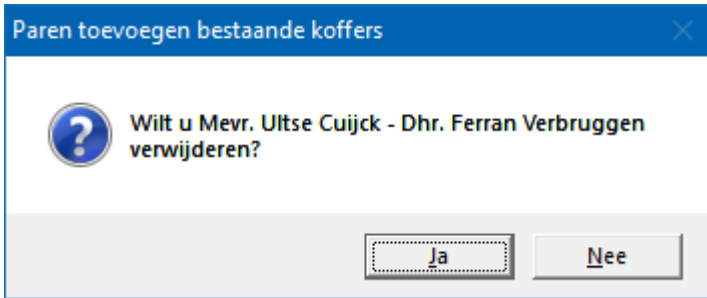 Paren toevoegen bestaande koffers
Wilt u Mevr. Ultse Cuijck - Dhr. Ferran Verbruggen
verwijderen?
Ja
Nee